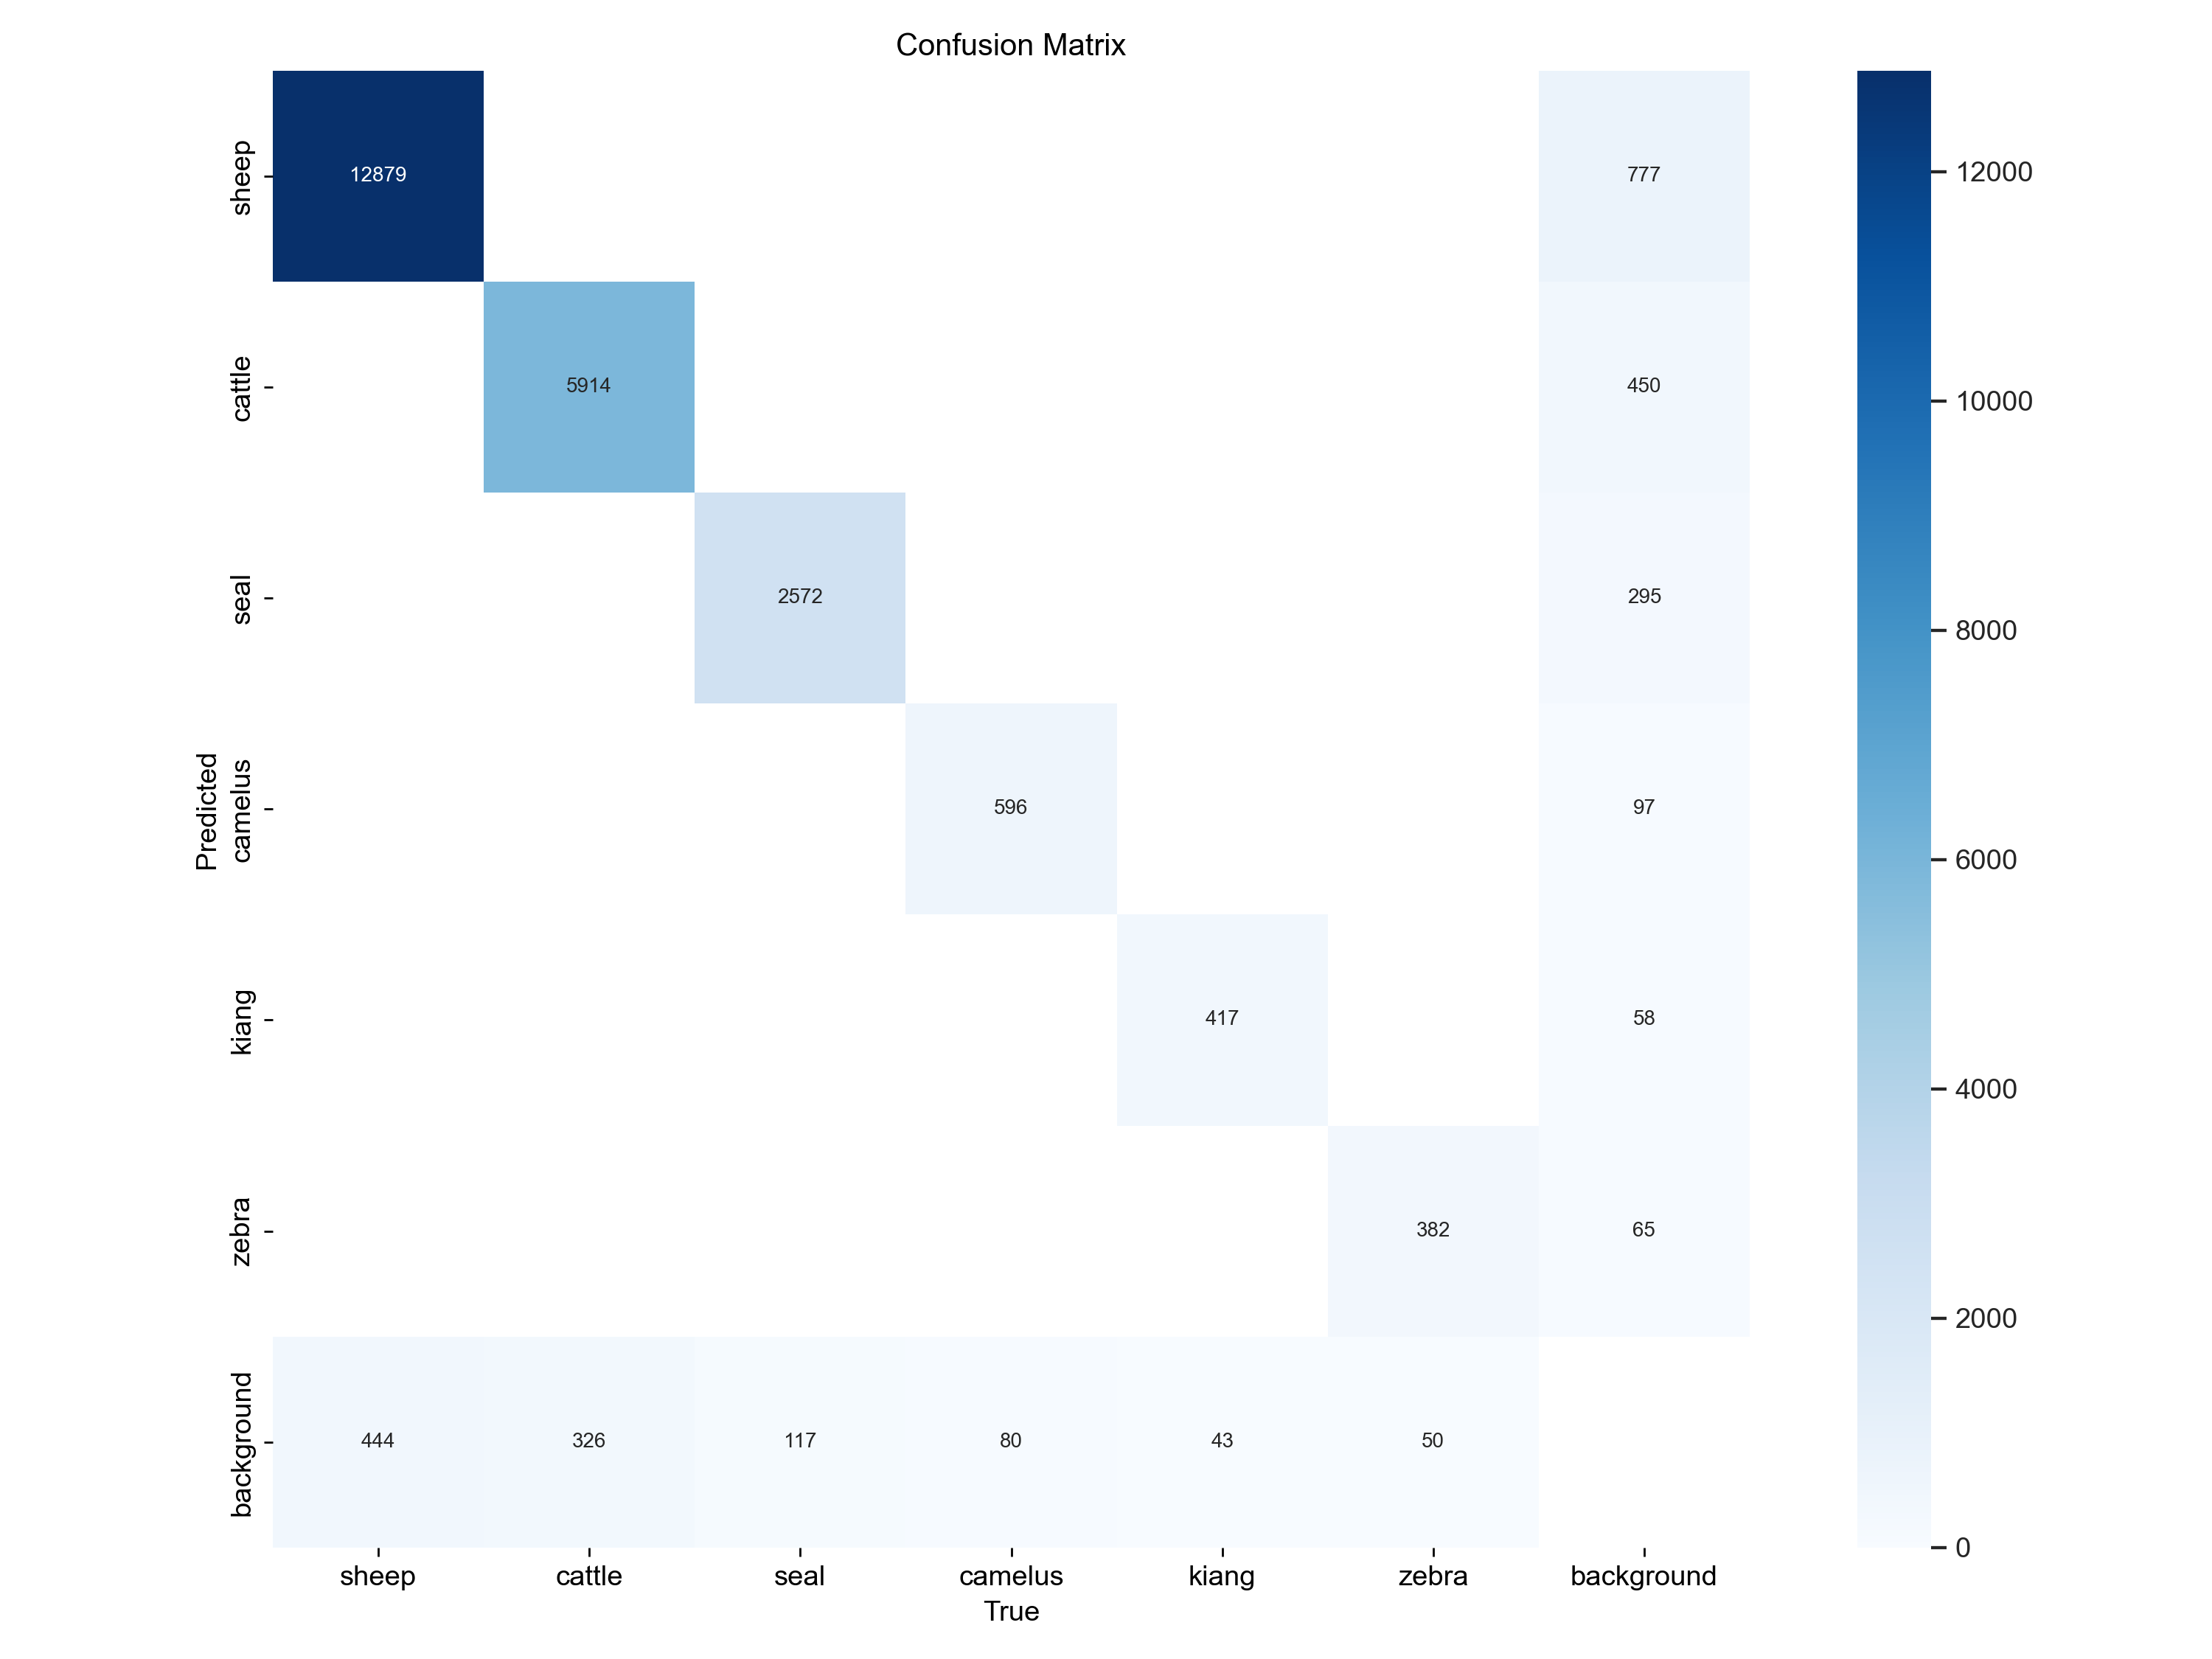 Confusion Matrix
sheep
12879
777
12000
cattle
5914
450
10000
seal
2572
295
8000
Predicted
camelus
596
97
6000
kiang
417
58
4000
zebra
382
65
2000
background
444
326
117
80
43
50
0
sheep
cattle
seal
camelus
kiang
zebra
background
True